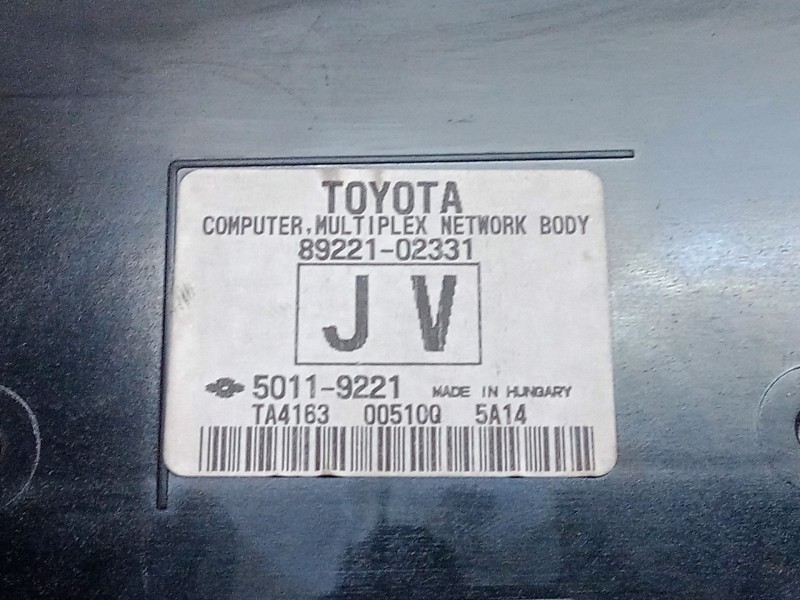 TOYOTA
COMPUTER, MULTIPLEX NETWORK BODY
89221-02331
JV
5011-9221 MADE IN HUNGARY
TA4163 00510Q 5A14